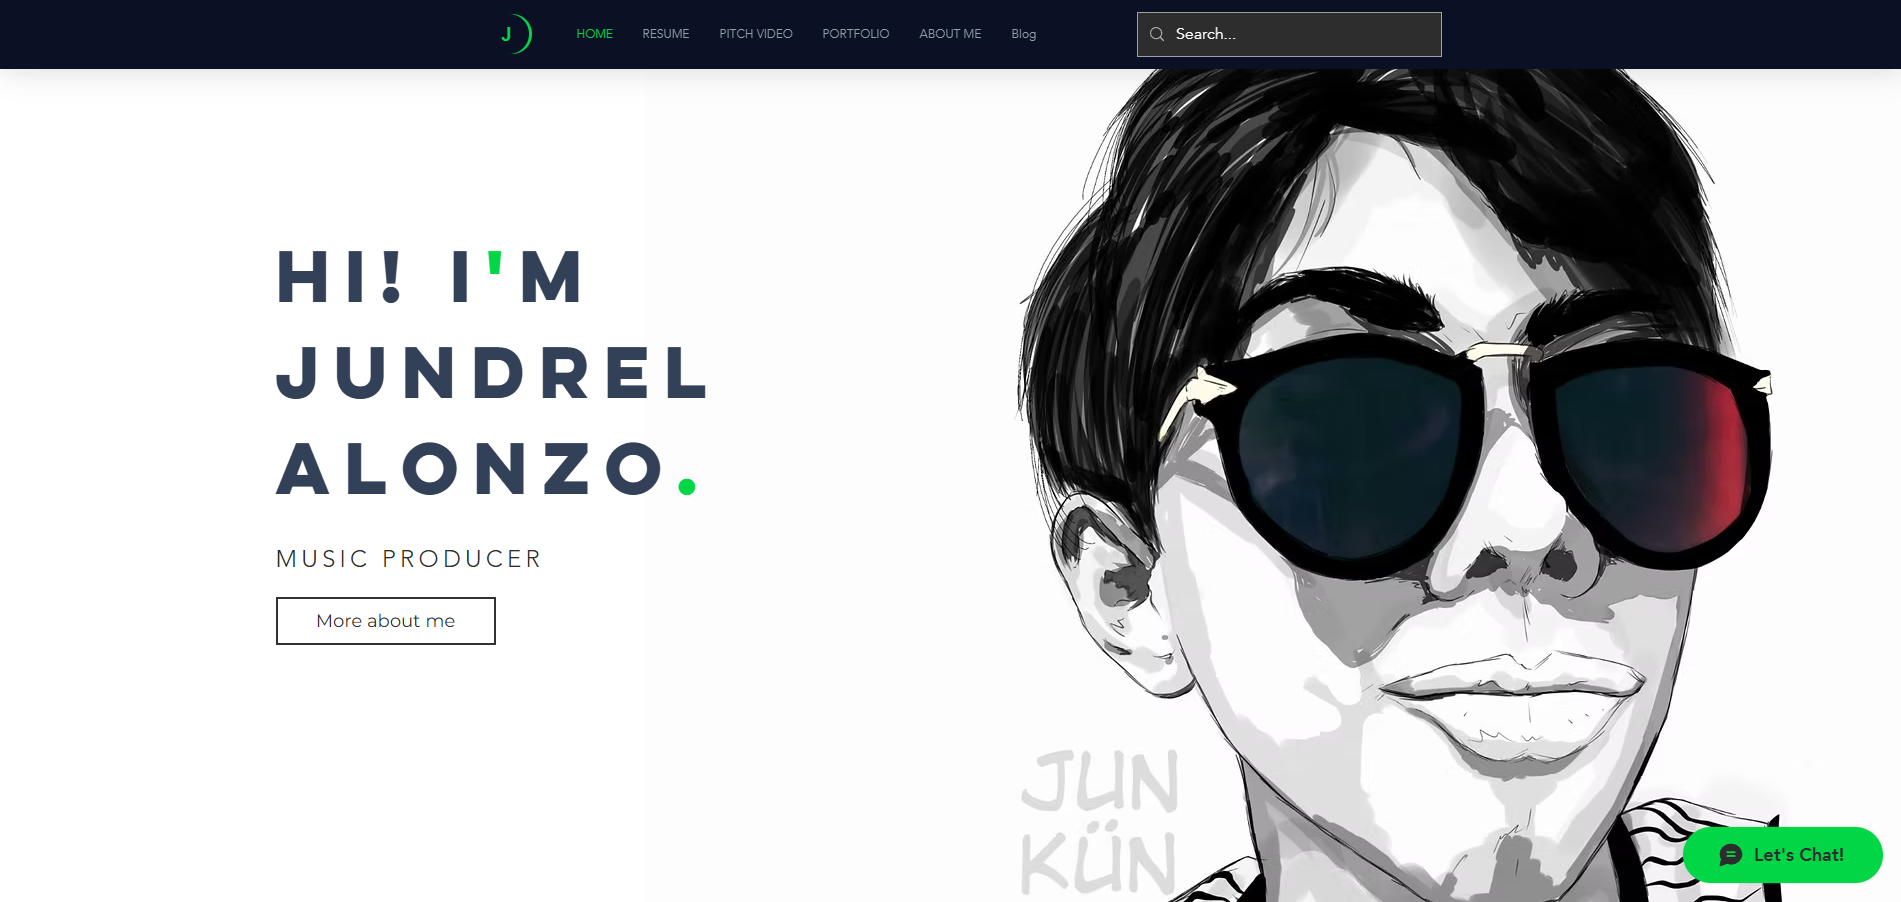 J
HOME
RESUME
PITCH VIDEO
PORTFOLIO
ABOUT ME
Blog
Search...
HI! I'M
JUNDREL
ALONZO.
MUSIC PRODUCER
More about me
JUN
KÜN
Let's Chat!